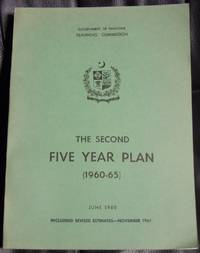 GOVERNMENT OF PAKISTAN
PLANNING COMMISSION
THE SECOND
FIVE YEAR PLAN
(1960-65)
JUNE 1960
INCLUDING REVISED ESTIMATES—NOVEMBER 1961